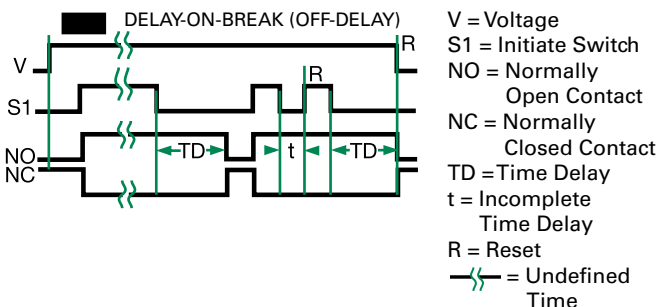 DELAY-ON-BREAK (OFF-DELAY)
V
R
S1
R
NO
NC
TD
t
TD
V = Voltage
S1 = Initiate Switch
NO = Normally
Open Contact
NC = Normally
Closed Contact
TD = Time Delay
t = Incomplete
Time Delay
R = Reset
= Undefined
Time